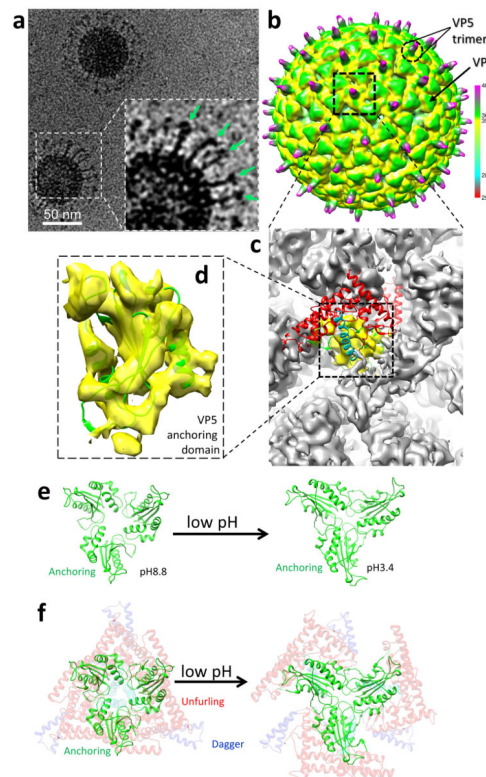 a
50 nm
b
VP5
trimer
VP
c
d
VP5
anchoring
domain
e
low pH
Anchoring
pH8.8
Anchoring
pH3.4
f
low pH
Unfurling
Anchoring
Dagger